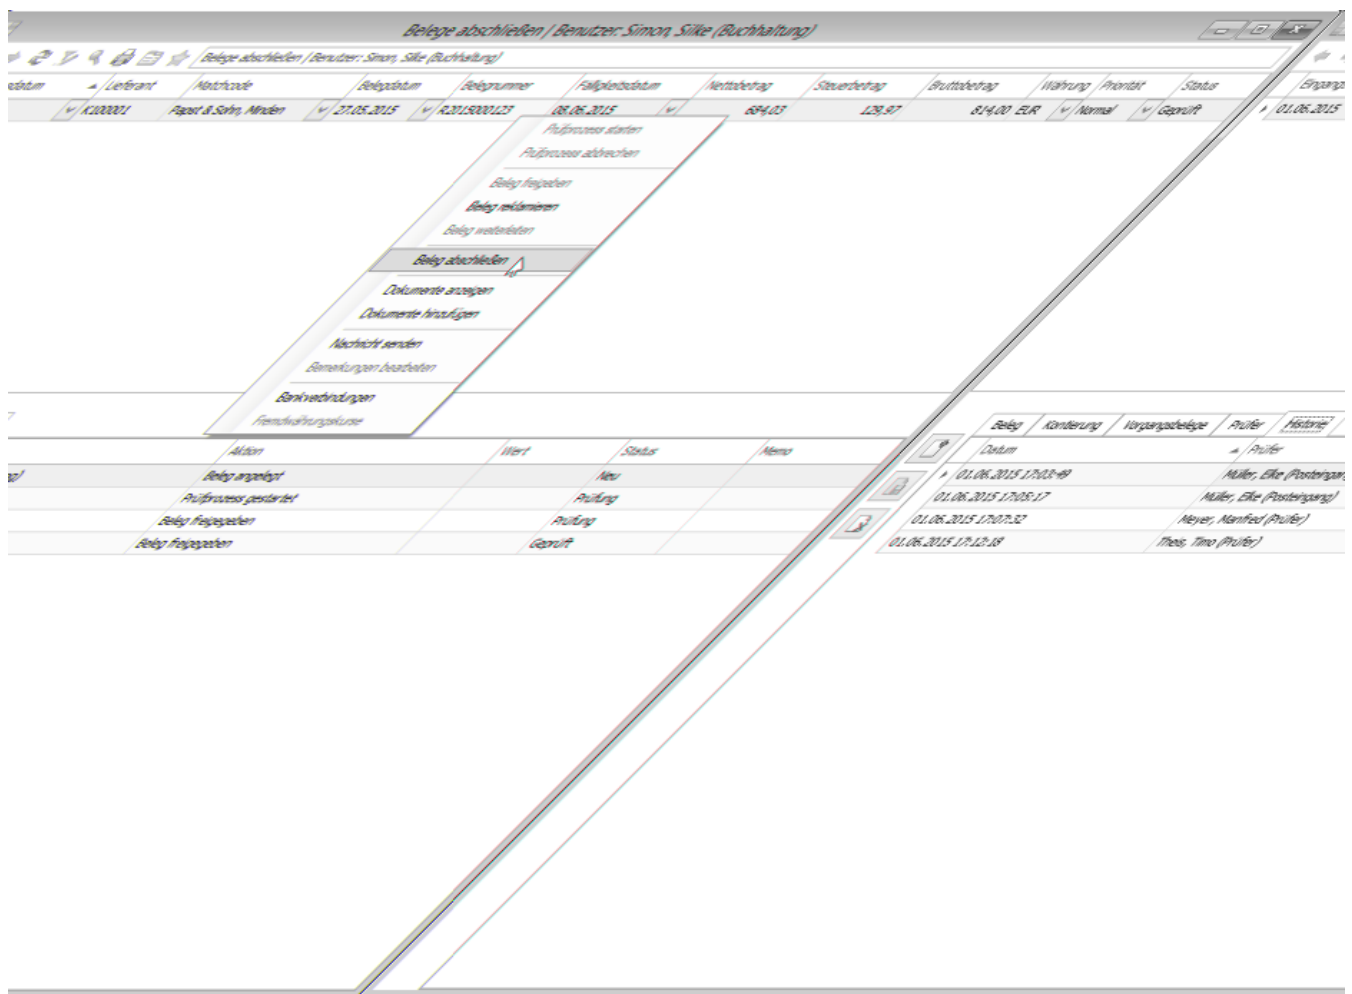 Belege abschließen / Benutzer: Simon, Silke (Buchhaltung)
Belege abschließen / Benutzer: Simon, Silke (Buchhaltung)
sdatum Lieferant Matchcode Belegdatum Belegnummer Fälligkeitsdatum Nettobetrag Steuerbetrag Bruttobetrag Währung Priorität Status Eingangs
K100001 Papst & Sohn, Minden 27.05.2015 R2015000123 06.06.2015 684,03 129,97 814,00 EUR Normal Geprüft 01.06.2015
Prüfprozess starten
Prüfprozess abbrechen
Beleg freigeben
Beleg reklamieren
Beleg weiterleiten
Beleg abschließen
Dokumente anzeigen
Dokumente hinzufügen
Nachricht senden
Bemerkungen bearbeiten
Bankverbindungen
Fremdwährungskurse
Beleg Kontierung Vorgangsbelege Prüfer Historie
Aktion Wert Status Memo Datum Prüfer
Beleg angelegt Neu 01.06.2015 17:03:49 Müller, Elke (Posteingang)
Prüfprozess gestartet Prüfung 01.06.2015 17:05:17 Müller, Elke (Posteingang)
Beleg freigegeben Prüfung 01.06.2015 17:07:32 Meyer, Manfred (Prüfer)
Beleg freigegeben Geprüft 01.06.2015 17:12:18 Theis, Timo (Prüfer)